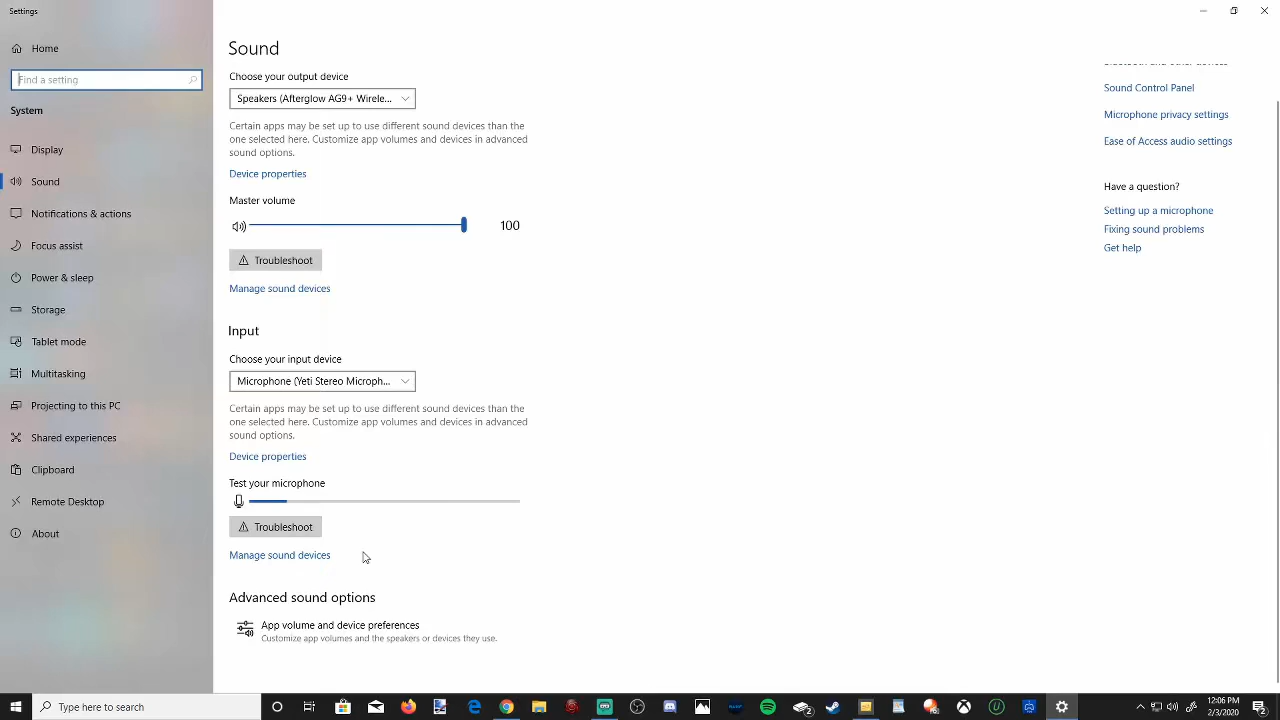 Settings
Home
Find a setting
System
Display
Sound
Notifications & actions
Focus assist
Power & sleep
Storage
Tablet mode
Multitasking
Projecting to this PC
Shared experiences
Clipboard
Remote Desktop
About
Sound
Choose your output device
Speakers (Afterglow AG9+ Wirele...
Certain apps may be set up to use different sound devices than the
one selected here. Customize app volumes and devices in advanced
sound options.
Device properties
Master volume
100
Troubleshoot
Manage sound devices
Input
Choose your input device
Microphone (Yeti Stereo Microph...
Certain apps may be set up to use different sound devices than the
one selected here. Customize app volumes and devices in advanced
sound options.
Device properties
Test your microphone
Troubleshoot
Manage sound devices
Advanced sound options
App volume and device preferences
Customize app volumes and the speakers or devices they use.
Sound Control Panel
Microphone privacy settings
Ease of Access audio settings
Have a question?
Setting up a microphone
Fixing sound problems
Get help
Type here to search
12:06 PM
2/3/2020
2